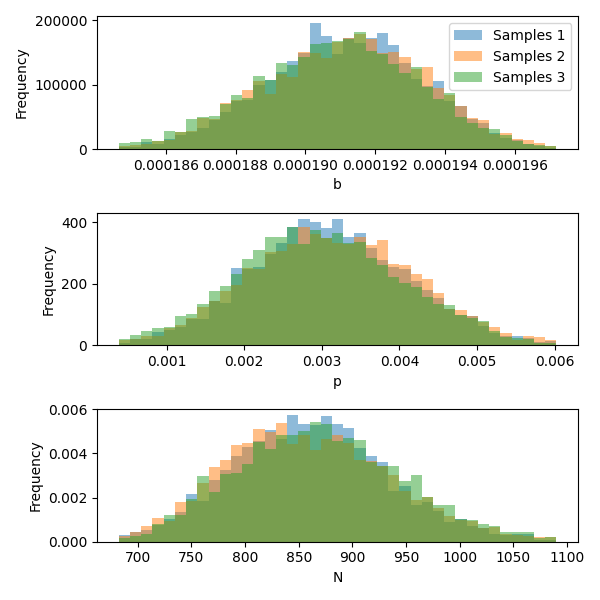 200000
100000
0
Frequency
Samples 1
Samples 2
Samples 3
0.000186 0.000188 0.000190 0.000192 0.000194 0.000196
b
400
200
0
Frequency
0.001 0.002 0.003 0.004 0.005 0.006
p
0.006
0.004
0.002
0.000
Frequency
700 750 800 850 900 950 1000 1050 1100
N